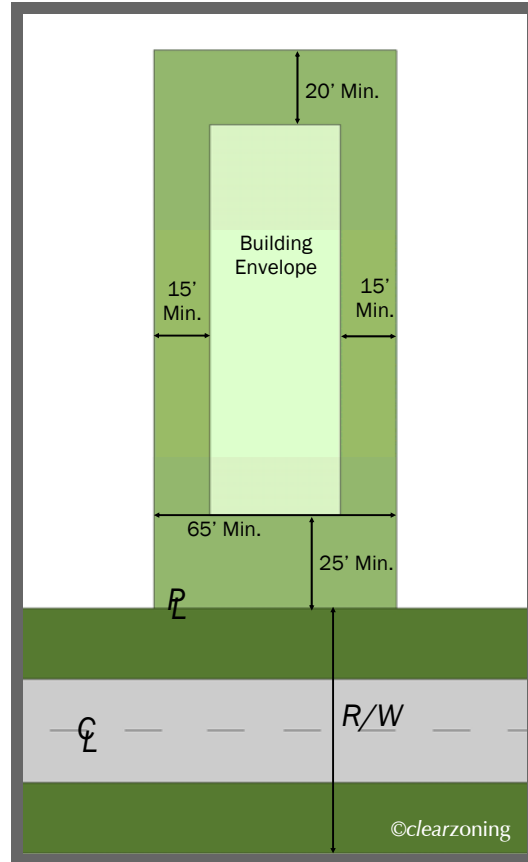 20' Min.
Building
Envelope
15'
Min.
15'
Min.
65' Min.
25' Min.
PL
R/W
CL
©clearzoning